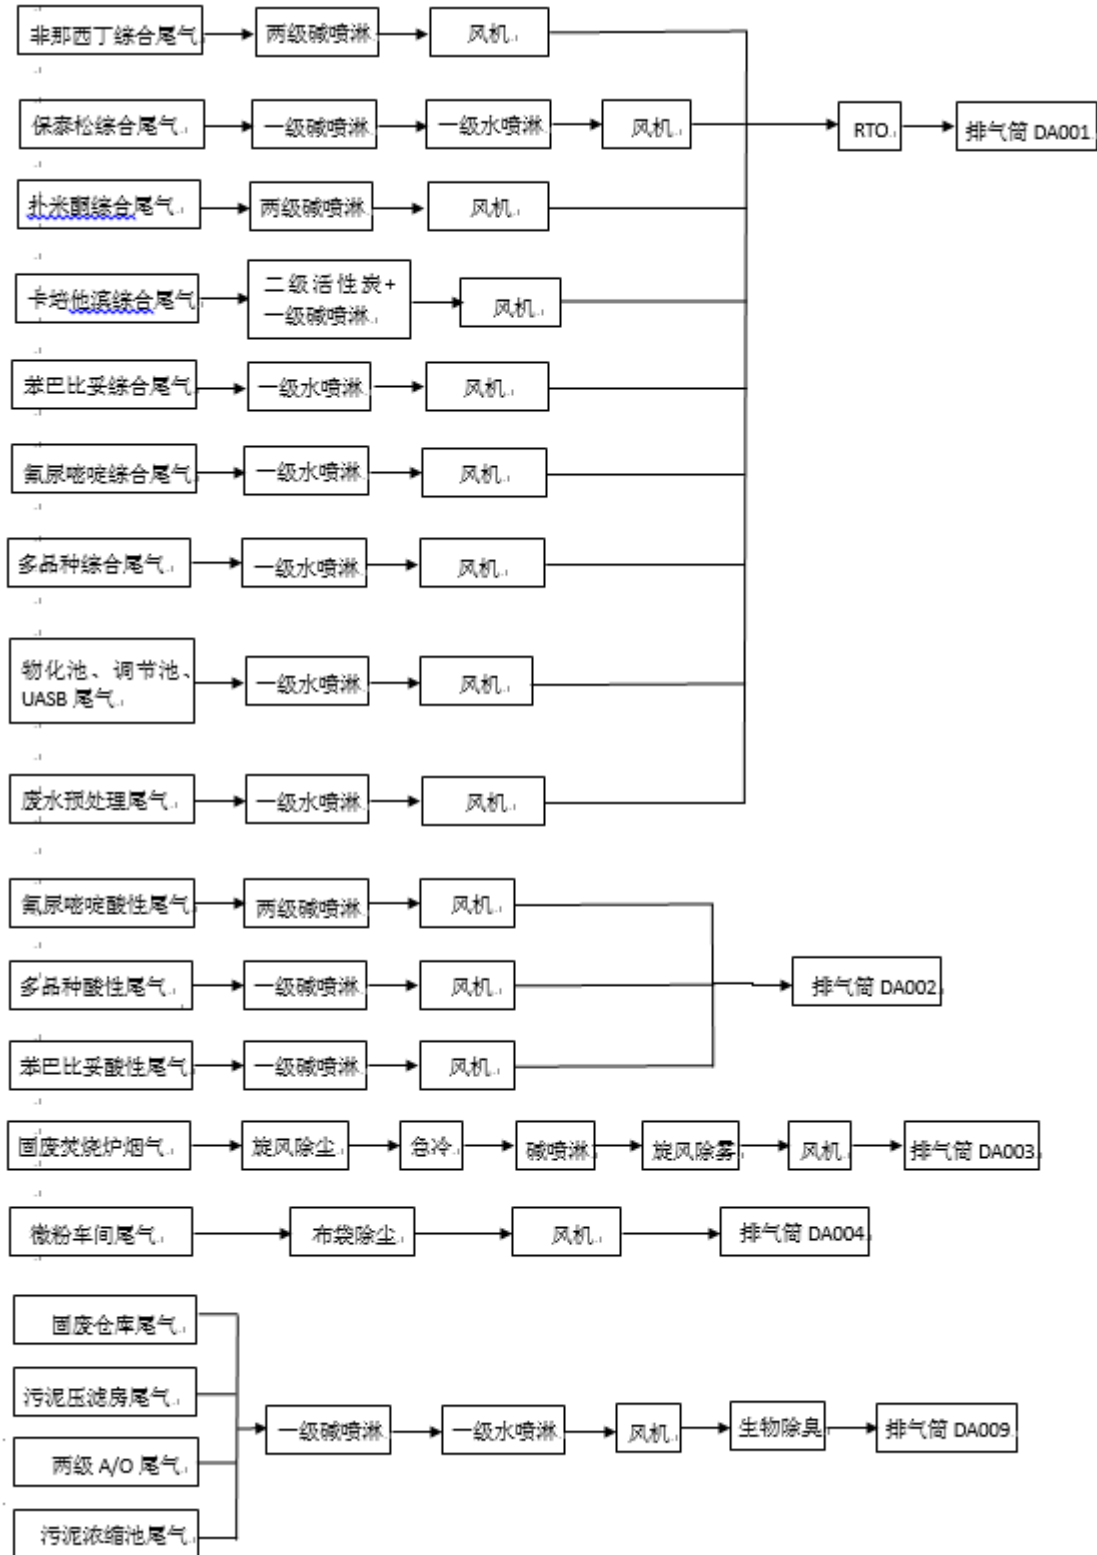 非那西丁综合尾气
两级碱喷淋
风机
保泰松综合尾气
一级碱喷淋
一级水喷淋
风机
RTO
排气筒 DA001
扑米酮综合尾气
两级碱喷淋
风机
卡培他滨综合尾气
二级活性炭+
一级碱喷淋
风机
苯巴比妥综合尾气
一级水喷淋
风机
氟尿嘧啶综合尾气
一级水喷淋
风机
多品种综合尾气
一级水喷淋
风机
物化池、调节池、
UASB 尾气
一级水喷淋
风机
废水预处理尾气
一级水喷淋
风机
氟尿嘧啶酸性尾气
两级碱喷淋
风机
多品种酸性尾气
一级碱喷淋
风机
排气筒 DA002
苯巴比妥酸性尾气
一级碱喷淋
风机
固废焚烧炉烟气
旋风除尘
急冷
碱喷淋
旋风除雾
风机
排气筒 DA003
微粉车间尾气
布袋除尘
风机
排气筒 DA004
固废仓库尾气
污泥压滤房尾气
一级碱喷淋
一级水喷淋
风机
生物除臭
排气筒 DA009
两级 A/O 尾气
污泥浓缩池尾气